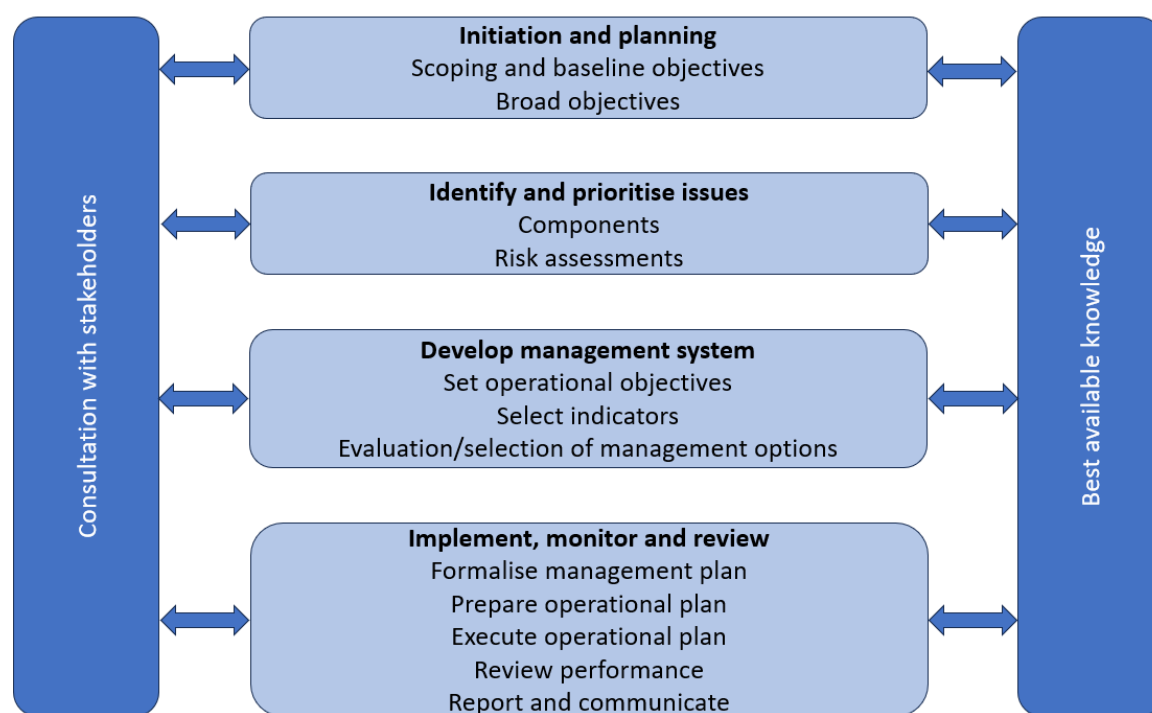 Consultation with stakeholders
Initiation and planning
Scoping and baseline objectives
Broad objectives
Identify and prioritise issues
Components
Risk assessments
Develop management system
Set operational objectives
Select indicators
Evaluation/selection of management options
Implement, monitor and review
Formalise management plan
Prepare operational plan
Execute operational plan
Review performance
Report and communicate
Best available knowledge